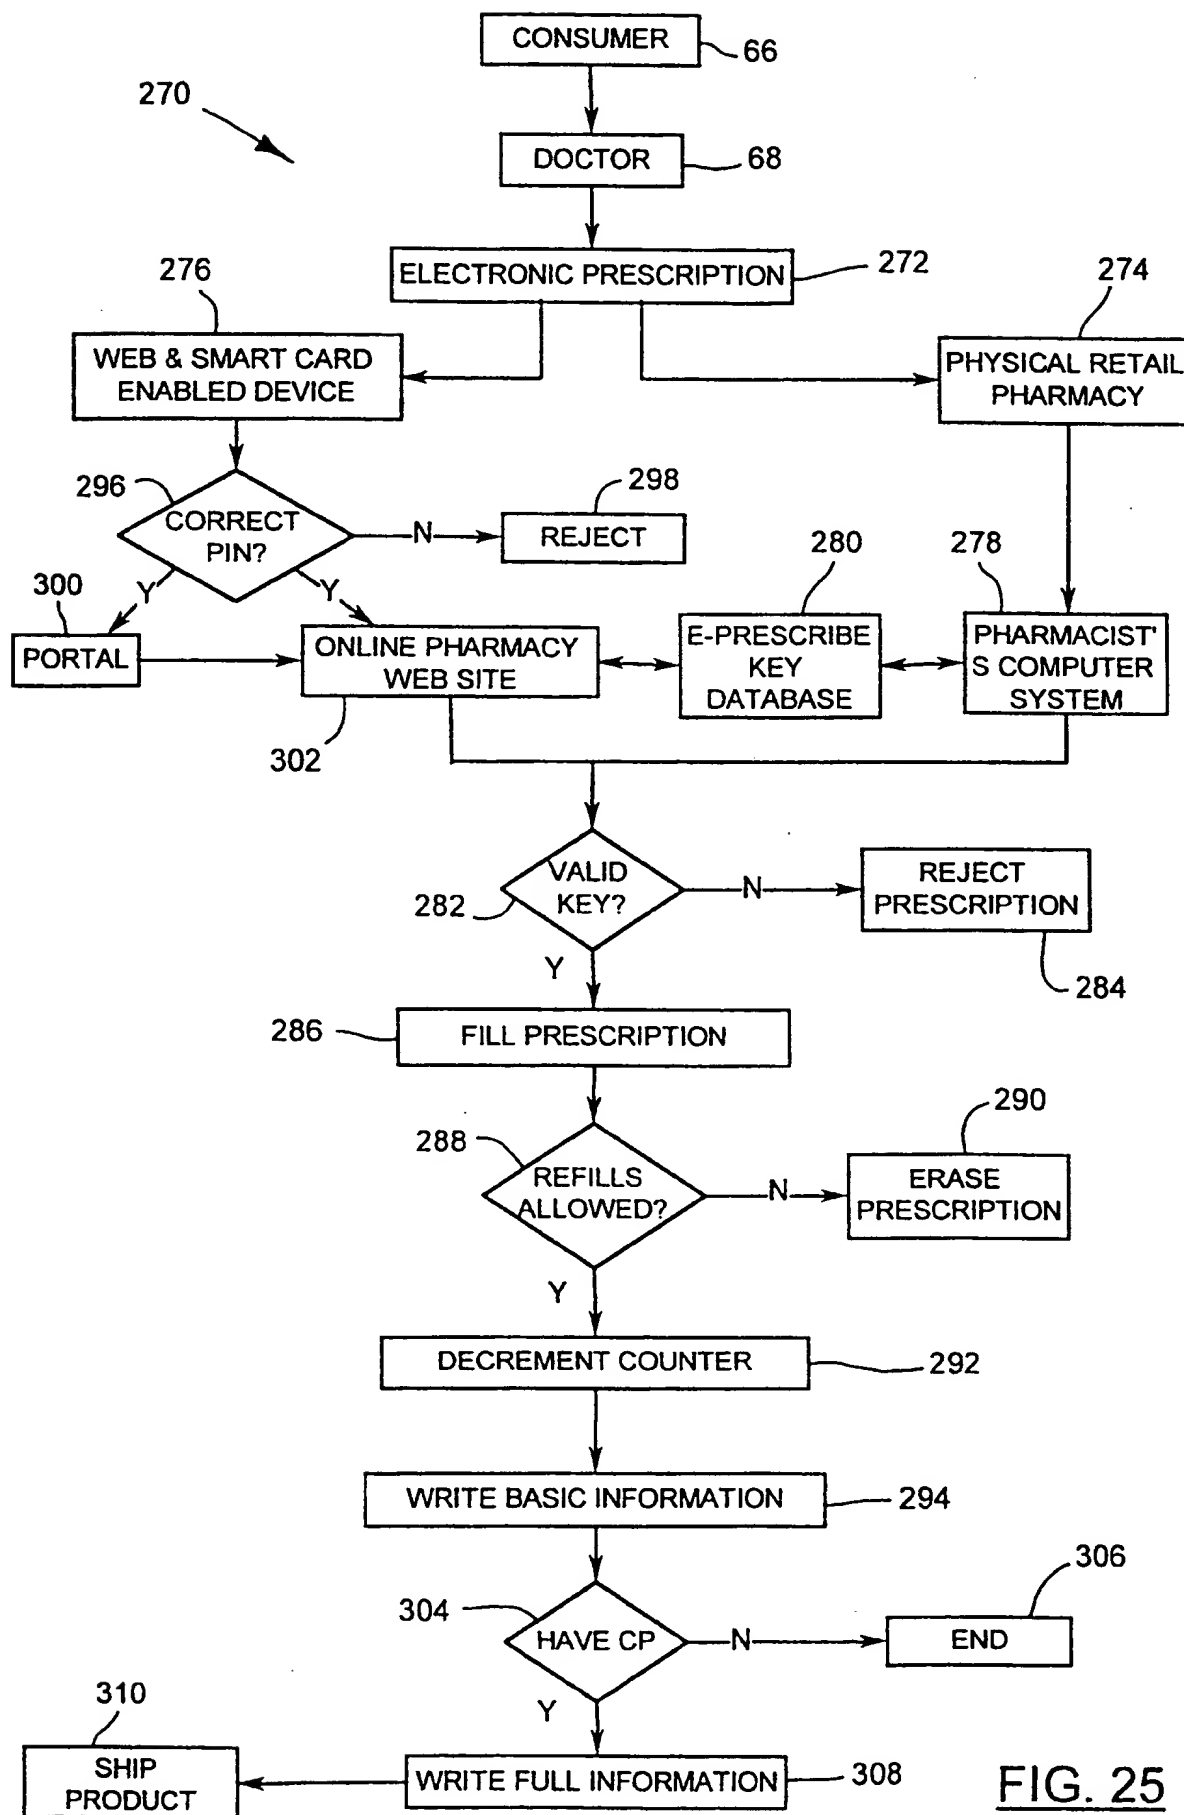 CONSUMER
66
270
DOCTOR
68
ELECTRONIC PRESCRIPTION
272
276
274
WEB & SMART CARD
ENABLED DEVICE
PHYSICAL RETAIL
PHARMACY
296
CORRECT
PIN?
N
298
REJECT
280
278
300
Y
Y
PORTAL
ONLINE PHARMACY
WEB SITE
E-PRESCRIBE
KEY
DATABASE
PHARMACIST'
S COMPUTER
SYSTEM
302
VALID
KEY?
282
N
REJECT
PRESCRIPTION
284
Y
286
FILL PRESCRIPTION
290
288
REFILLS
ALLOWED?
N
ERASE
PRESCRIPTION
Y
DECREMENT COUNTER
292
WRITE BASIC INFORMATION
294
306
304
HAVE CP
N
END
Y
310
SHIP
PRODUCT
WRITE FULL INFORMATION
308
FIG. 25